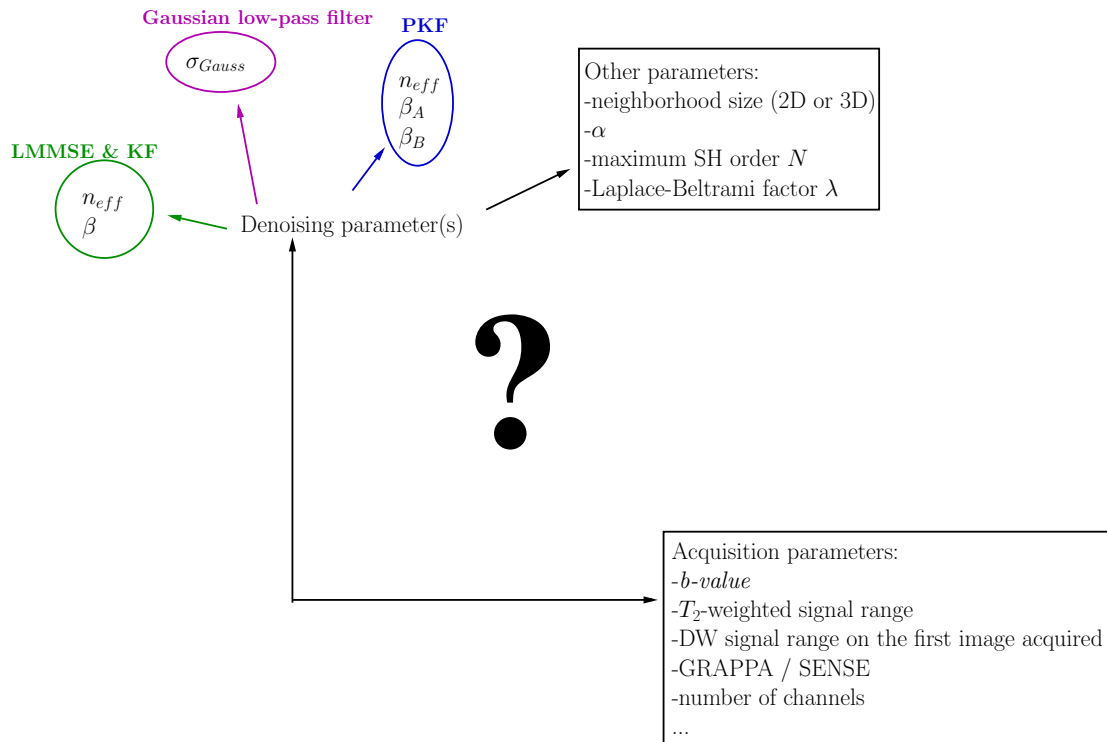 Gaussian low-pass filter
σ_Gauss
PKF
n_eff
β_A
β_B
LMMSE & KF
n_eff
β
Denoising parameter(s)
Other parameters:
-neighborhood size (2D or 3D)
-α
-maximum SH order N
-Laplace-Beltrami factor λ
?
Acquisition parameters:
-b-value
-T₂-weighted signal range
-DW signal range on the first image acquired
-GRAPPA / SENSE
-number of channels
...